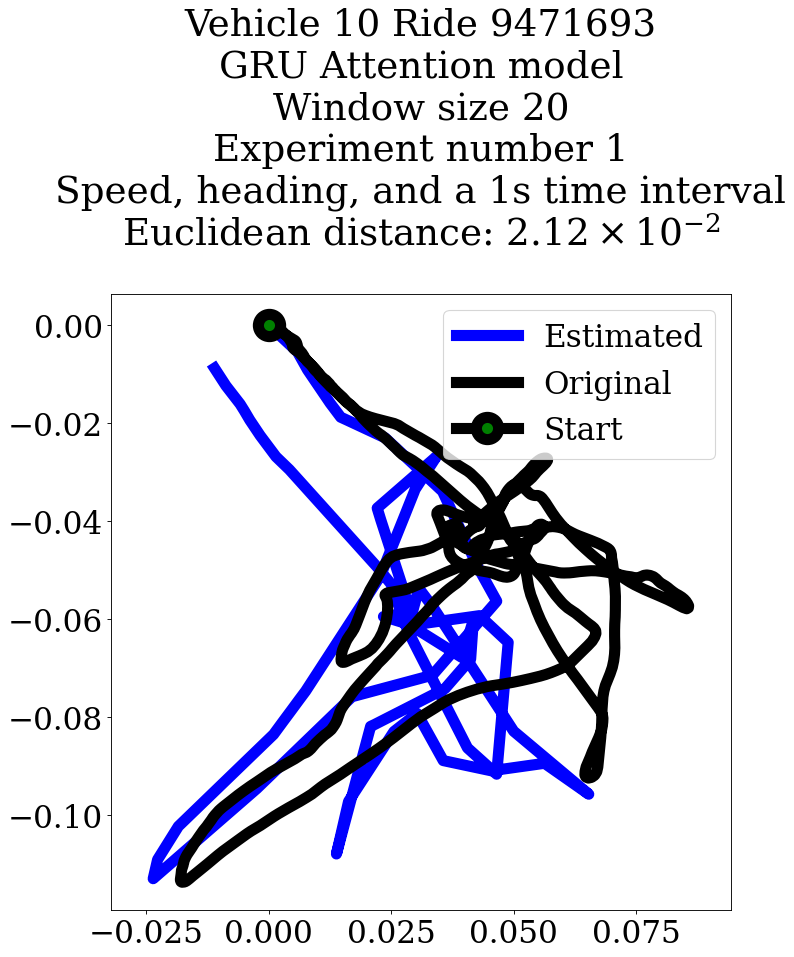 Vehicle 10 Ride 9471693
GRU Attention model
Window size 20
Experiment number 1
Speed, heading, and a 1s time interval
Euclidean distance: 2.12 × 10⁻²
Estimated
Original
Start
0.00
−0.02
−0.04
−0.06
−0.08
−0.10
−0.025 0.000 0.025 0.050 0.075